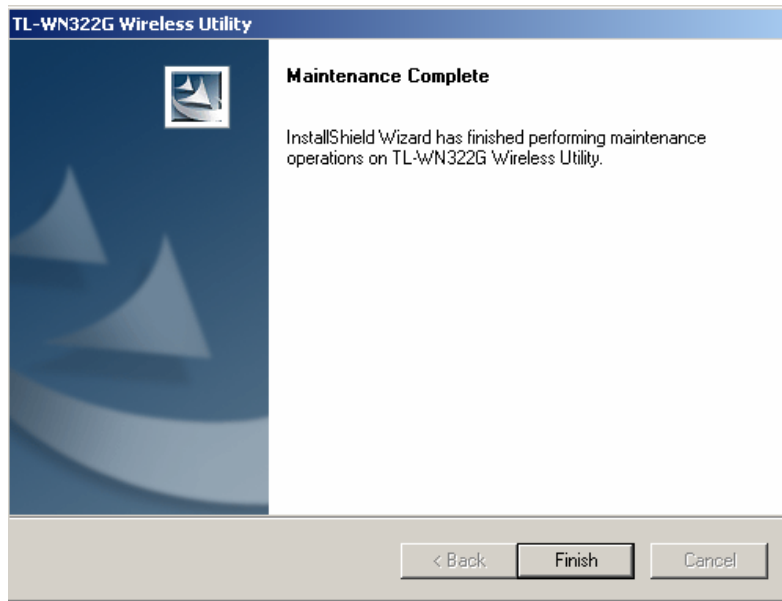 TL-WN322G Wireless Utility
Maintenance Complete
InstallShield Wizard has finished performing maintenance
operations on TL-WN322G Wireless Utility.
< Back
Finish
Cancel